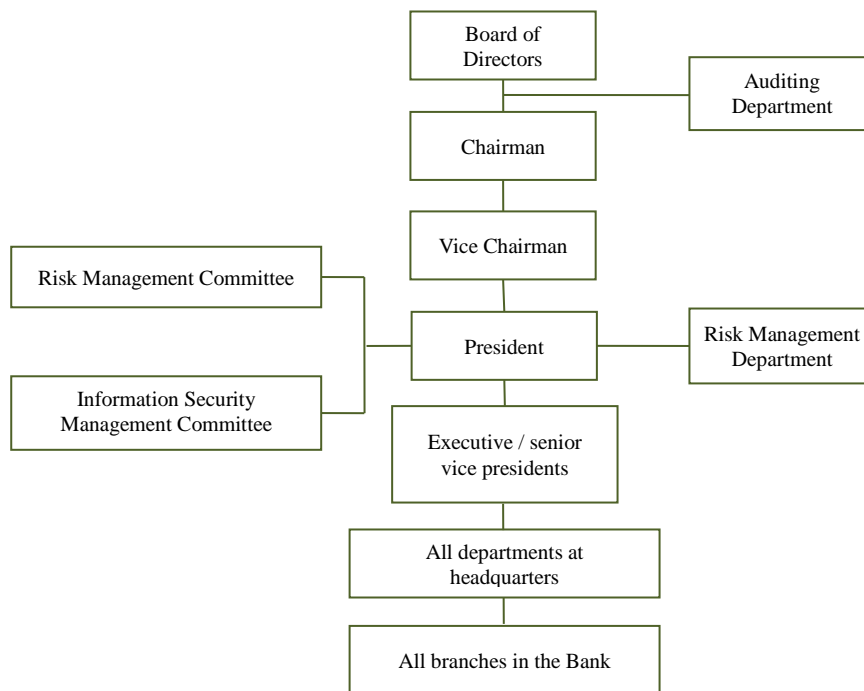 Board of
Directors
Auditing
Department
Chairman
Vice Chairman
Risk Management Committee
President
Risk Management
Department
Information Security
Management Committee
Executive / senior
vice presidents
All departments at
headquarters
All branches in the Bank